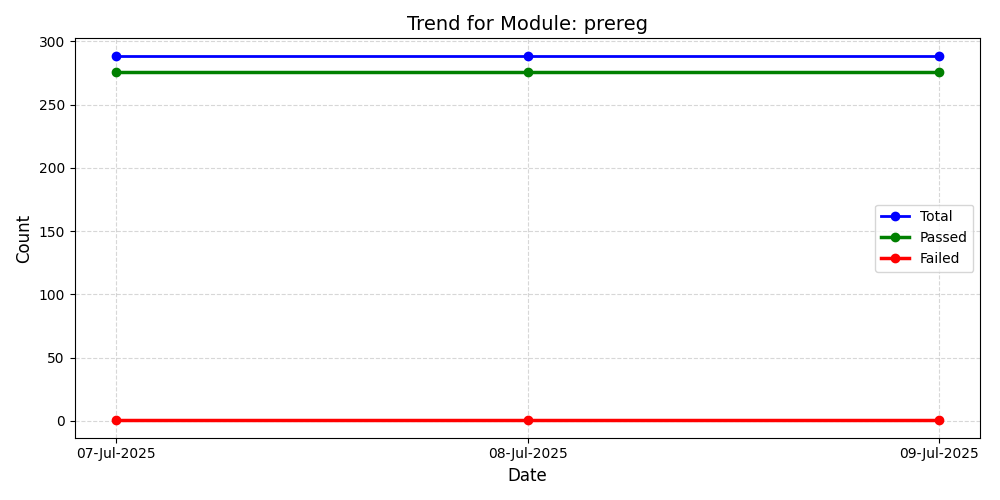 Trend for Module: prereg
300
250
200
150
100
50
0
Count
Total
Passed
Failed
07-Jul-2025
08-Jul-2025
09-Jul-2025
Date